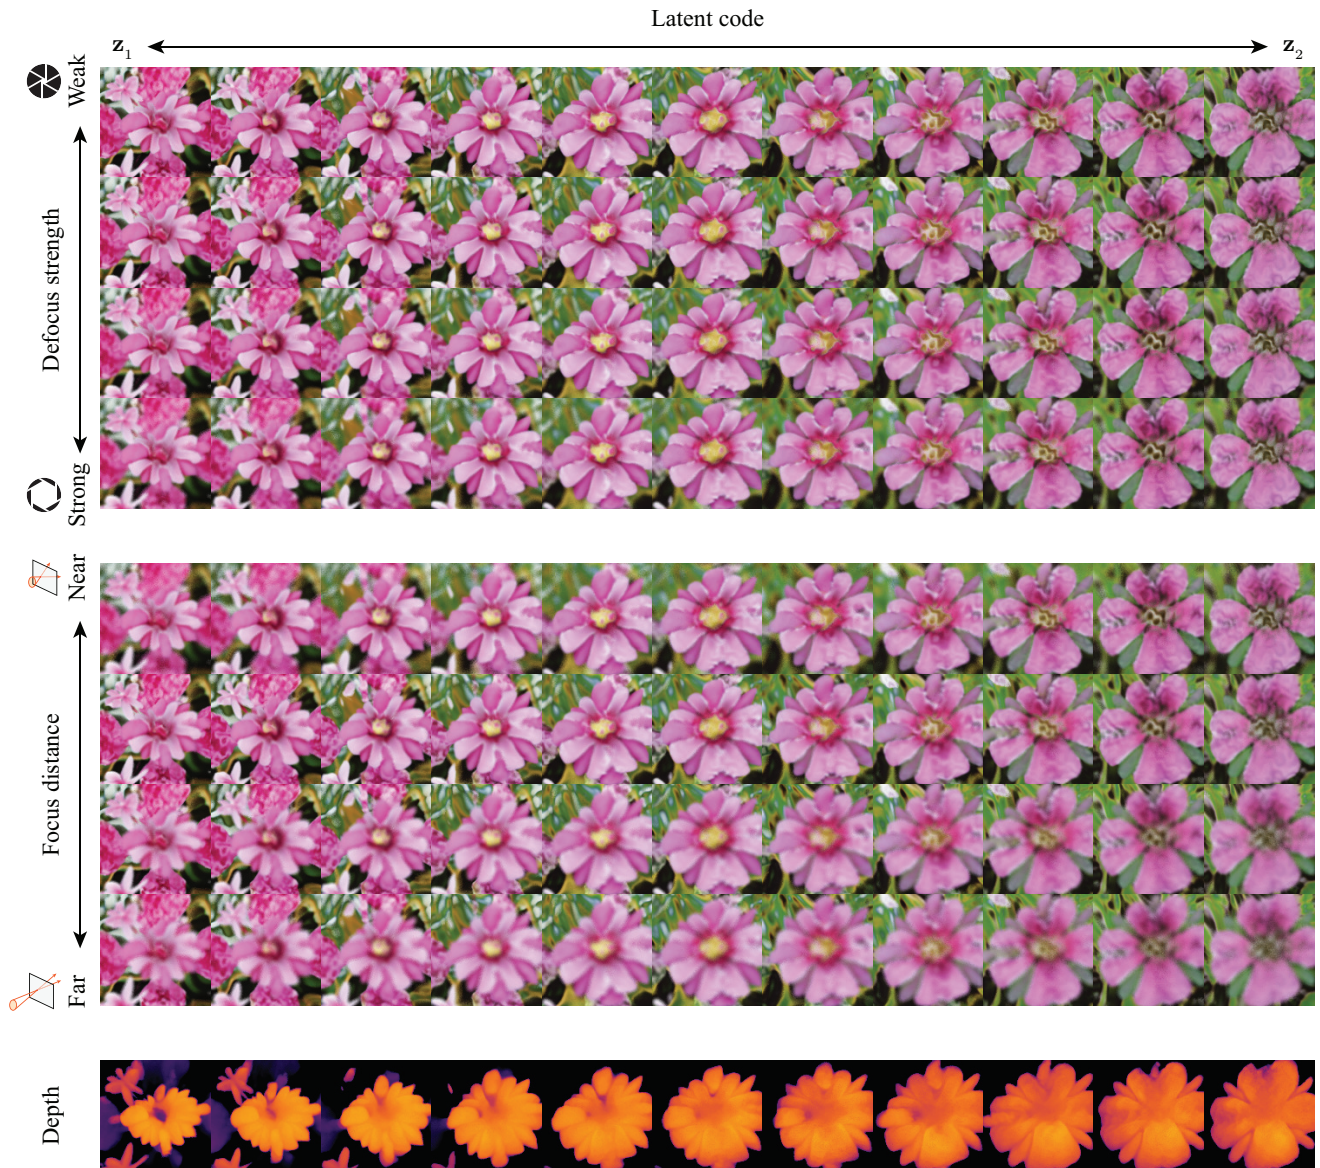 Latent code
z1
z2
Weak
Defocus strength
Strong
Near
Focus distance
Far
Depth